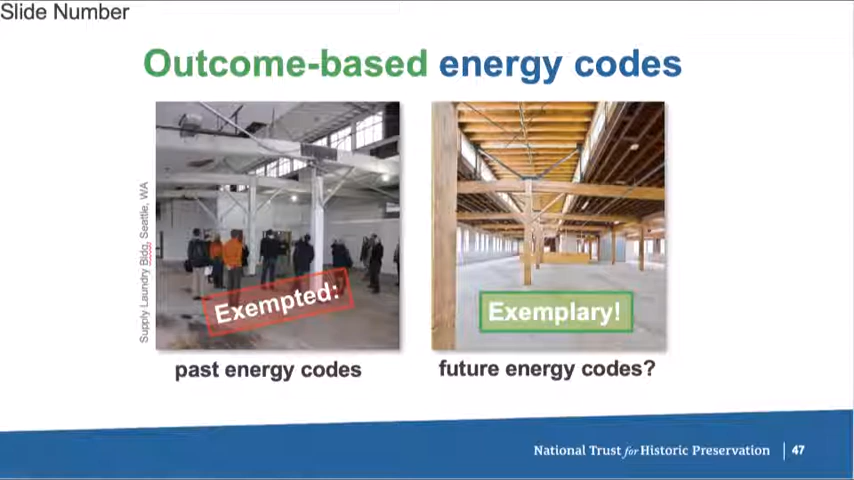 Slide Number
Outcome-based energy codes
Supply Laundry Bldg, Seattle, WA
Exempted:
Exemplary!
past energy codes
future energy codes?
National Trust for Historic Preservation | 47